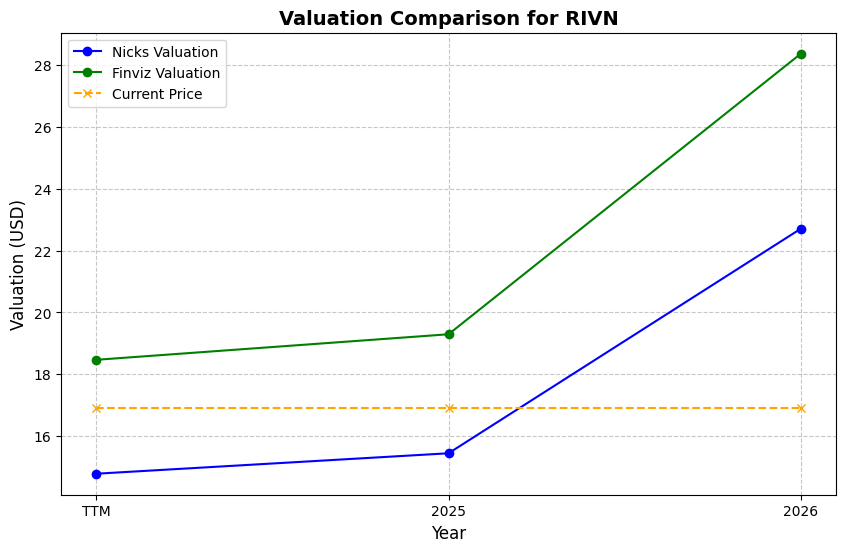 Valuation Comparison for RIVN
Nicks Valuation
Finviz Valuation
Current Price
Valuation (USD)
28
26
24
22
20
18
16
TTM
2025
2026
Year